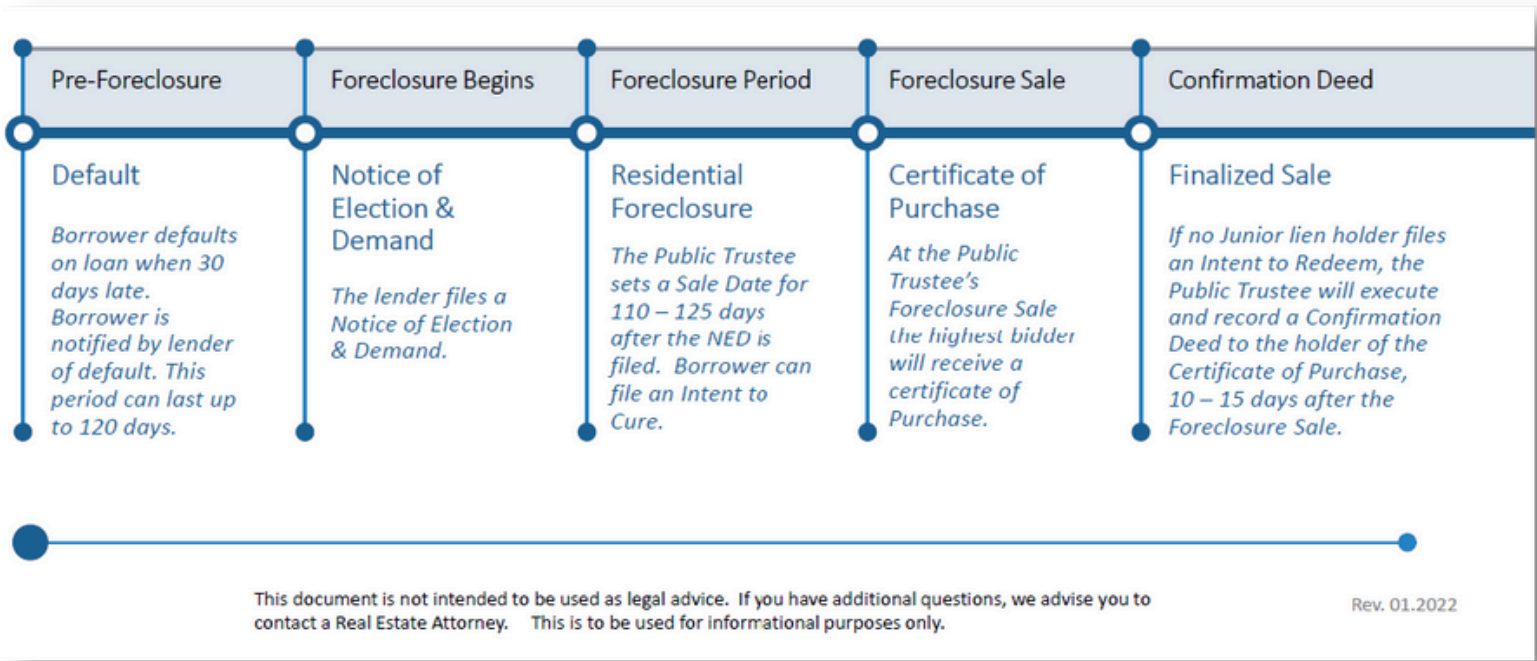 Pre-Foreclosure
Foreclosure Begins
Foreclosure Period
Foreclosure Sale
Confirmation Deed
Default
Borrower defaults
on loan when 30
days late.
Borrower is
notified by lender
of default. This
period can last up
to 120 days.
Notice of
Election &
Demand
The lender files a
Notice of Election
& Demand.
Residential
Foreclosure
The Public Trustee
sets a Sale Date for
110 – 125 days
after the NED is
filed. Borrower can
file an Intent to
Cure.
Certificate of
Purchase
At the Public
Trustee's
Foreclosure Sale
the highest bidder
will receive a
certificate of
Purchase.
Finalized Sale
If no Junior lien holder files
an Intent to Redeem, the
Public Trustee will execute
and record a Confirmation
Deed to the holder of the
Certificate of Purchase,
10 – 15 days after the
Foreclosure Sale.
This document is not intended to be used as legal advice. If you have additional questions, we advise you to
contact a Real Estate Attorney. This is to be used for informational purposes only.
Rev. 01.2022